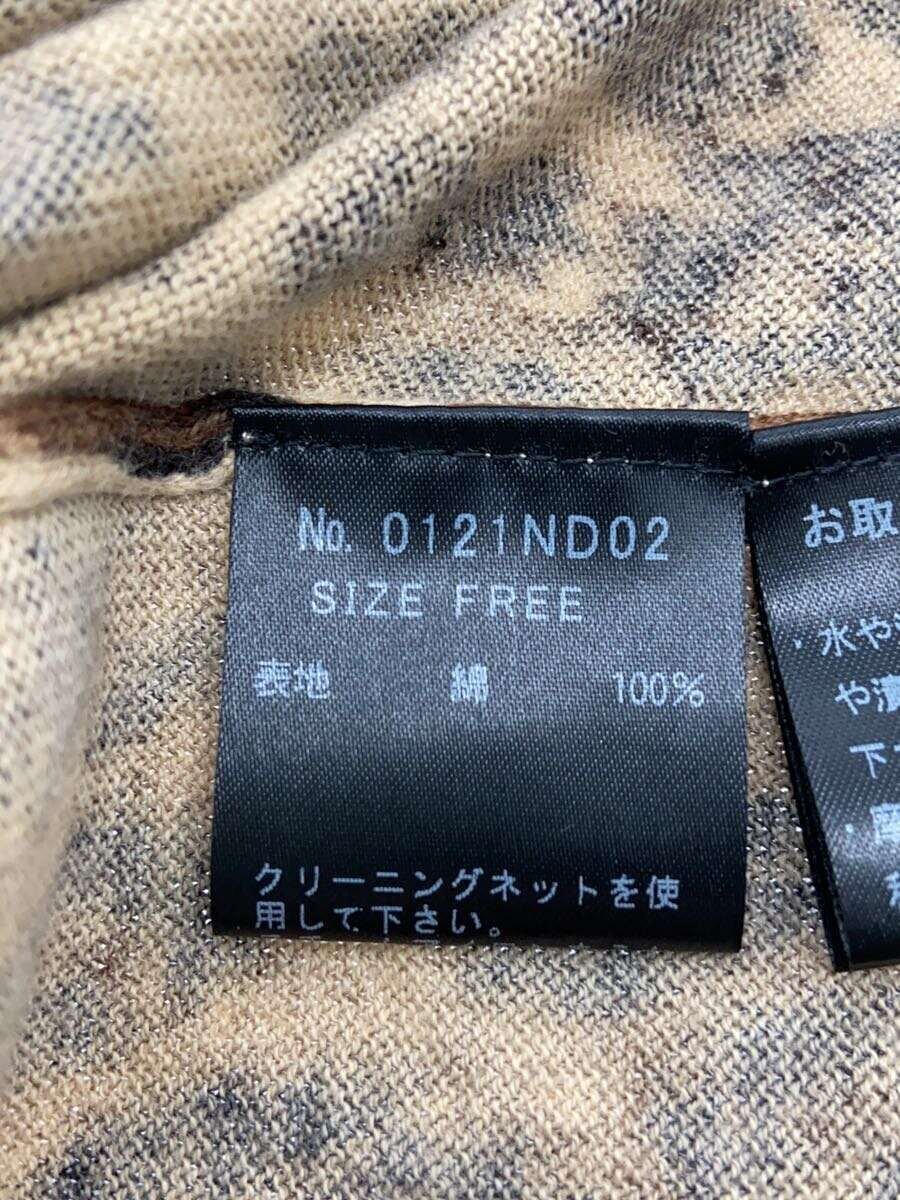 No. 0121ND02
SIZE FREE
表地 綿 100%
クリーニングネットを使
用して下さい。
お取
・水や
や
下
・